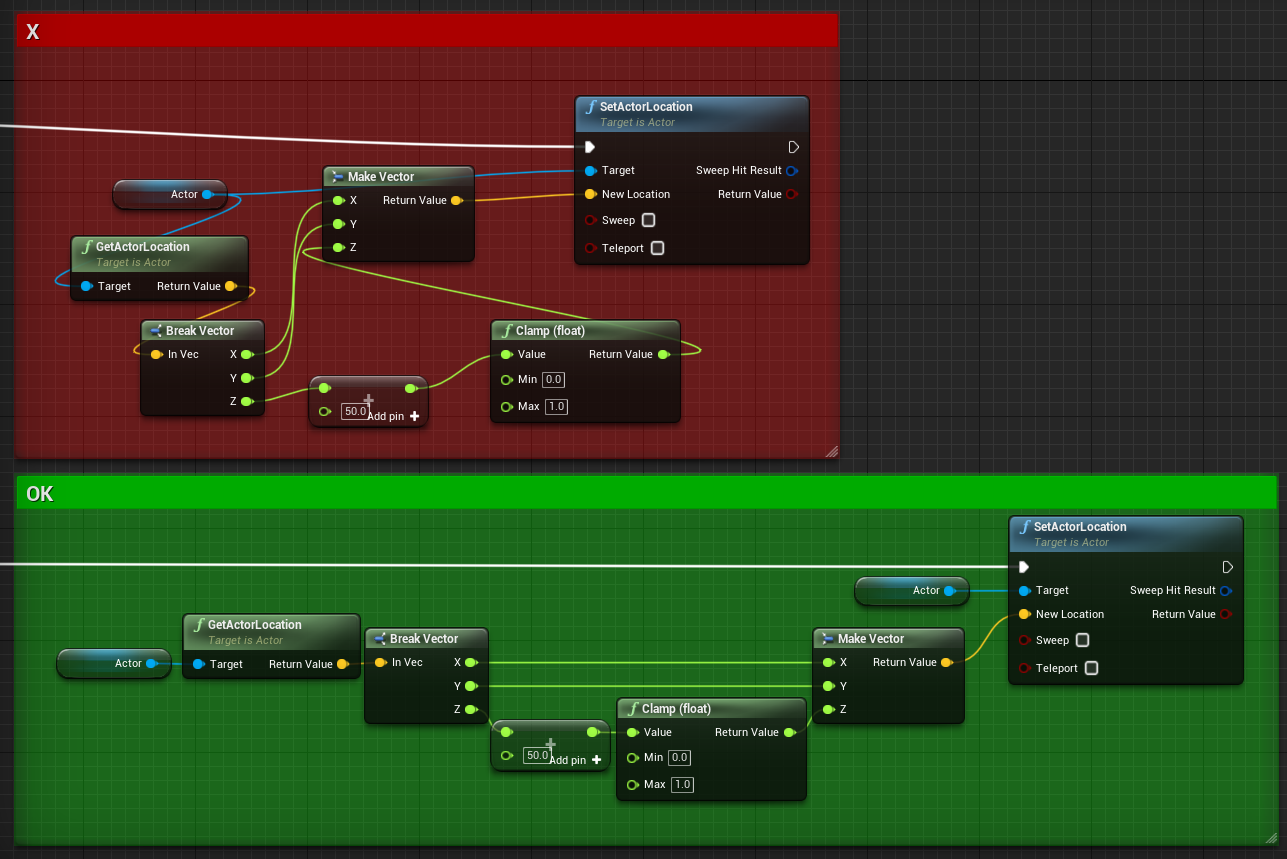 X
SetActorLocation
Target is Actor
Target Sweep Hit Result
New Location Return Value
Sweep
Teleport
Make Vector
X Return Value
Y
Z
Actor
GetActorLocation
Target is Actor
Target Return Value
Break Vector
In Vec X
Y
Z
50.0 Add pin
Clamp (float)
Value Return Value
Min 0.0
Max 1.0
OK
SetActorLocation
Target is Actor
Target Sweep Hit Result
New Location Return Value
Sweep
Teleport
Actor
Actor
GetActorLocation
Target is Actor
Target Return Value
Break Vector
In Vec X
Y
Z
50.0 Add pin
Clamp (float)
Value Return Value
Min 0.0
Max 1.0
Make Vector
X Return Value
Y
Z